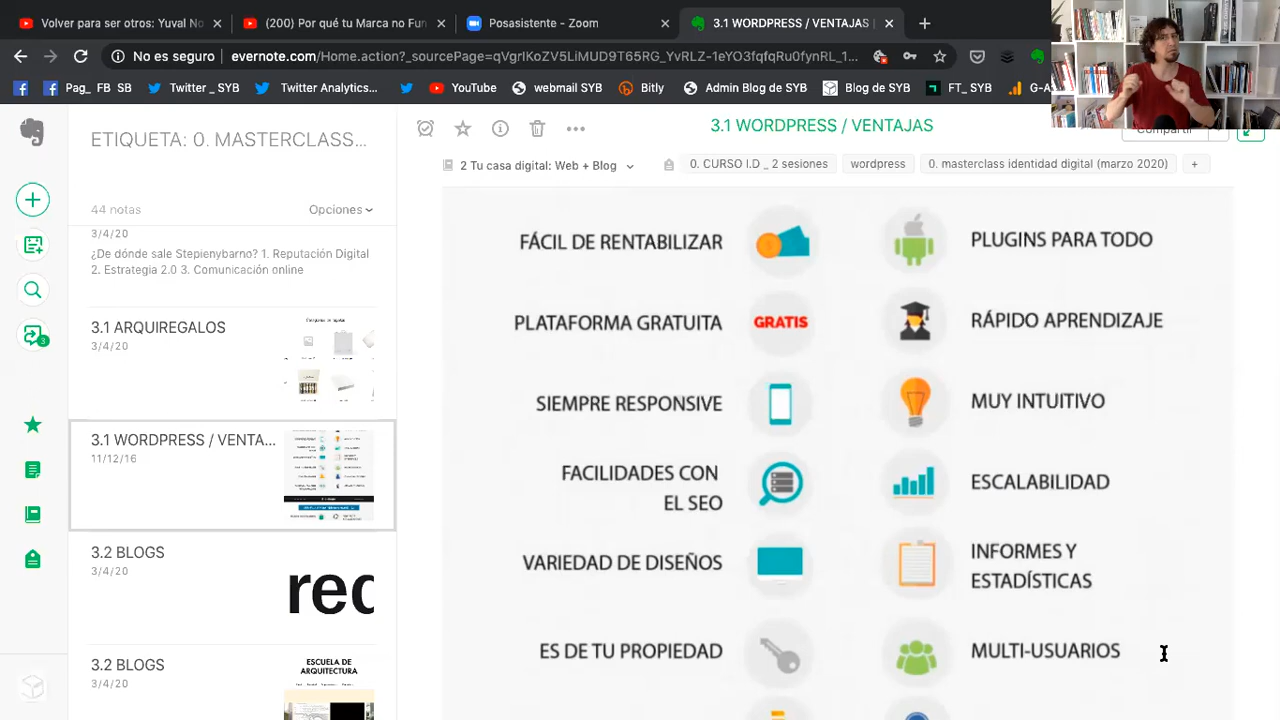 Volver para ser otros: Yuval No
(200) Por qué tu Marca no Fun
Posasistente - Zoom
3.1 WORDPRESS / VENTAJAS |
No es seguro
evernote.com/Home.action?_sourcePage=
Pag_ FB SB
Twitter _SYB
Twitter Analytics...
YouTube
webmail SYB
Bitly
Admin Blog de SYB
Blog de SYB
FT_ SYB
G-A
ETIQUETA: 0. MASTERCLASS...
44 notas
Opciones
3/4/20
¿De dónde sale Stepienybarno? 1. Reputación Digital
2. Estrategia 2.0 3. Comunicación online
3.1 ARQUIREGALOS
3/4/20
3.1 WORDPRESS / VENTA...
11/12/16
3.2 BLOGS
3/4/20
rec
3.2 BLOGS
3/4/20
ESCUELA DE
ARQUITECTURA
3
3.1 WORDPRESS / VENTAJAS
Compartir
2 Tu casa digital: Web + Blog
0. CURSO I.D _ 2 sesiones
wordpress
0. masterclass identidad digital (marzo 2020)
+
FÁCIL DE RENTABILIZAR
PLUGINS PARA TODO
PLATAFORMA GRATUITA
GRATIS
RÁPIDO APRENDIZAJE
SIEMPRE RESPONSIVE
MUY INTUITIVO
FACILIDADES CON
EL SEO
ESCALABILIDAD
VARIEDAD DE DISEÑOS
INFORMES Y
ESTADÍSTICAS
ES DE TU PROPIEDAD
MULTI-USUARIOS